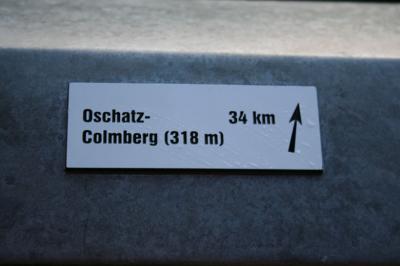 Oschatz- 34 km
Colmberg (318 m)